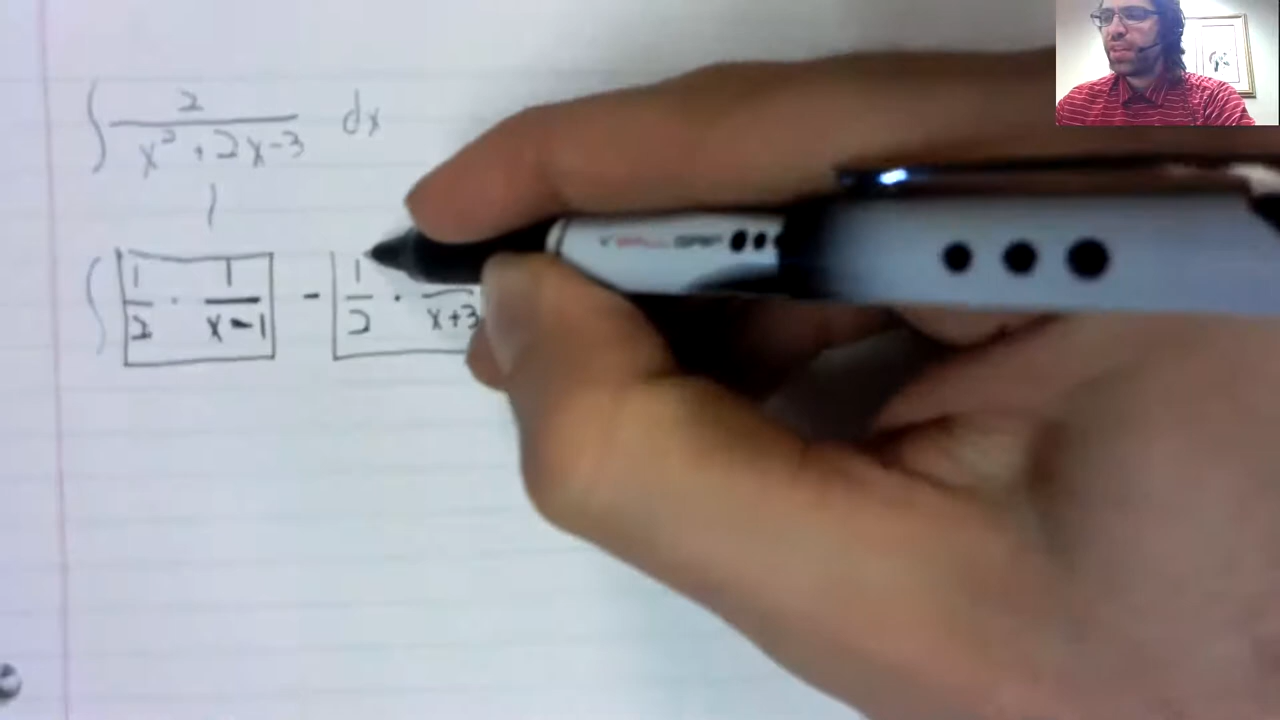 ∫ 2/(x² + 2x-3) dx
∫ 1/2 · 1/(x-1) - 1/2 · /(x+3